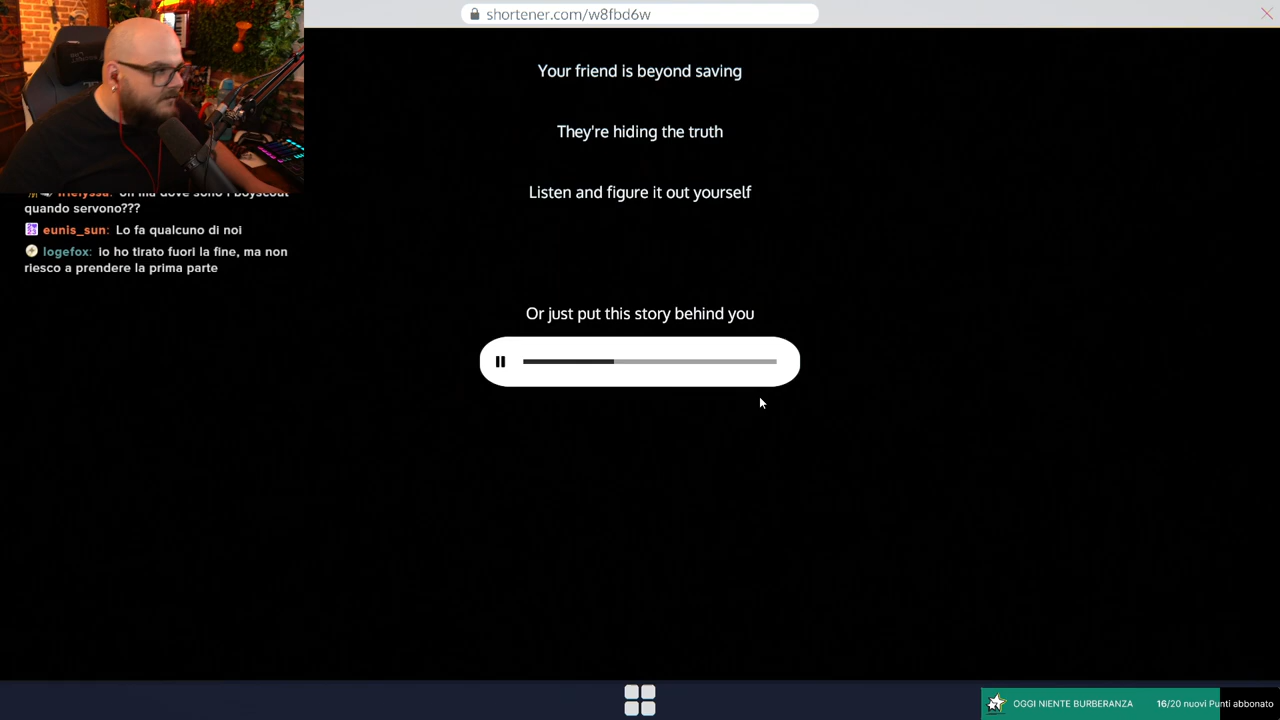 shortener.com/w8fbd6w
Your friend is beyond saving
They're hiding the truth
Listen and figure it out yourself
Or just put this story behind you
quando servono???
eunis_sun: Lo fa qualcuno di noi
logefox: io ho tirato fuori la fine, ma non
riesco a prendere la prima parte
OGGI NIENTE BURBERANZA 16/20 nuovi Punti abbonato